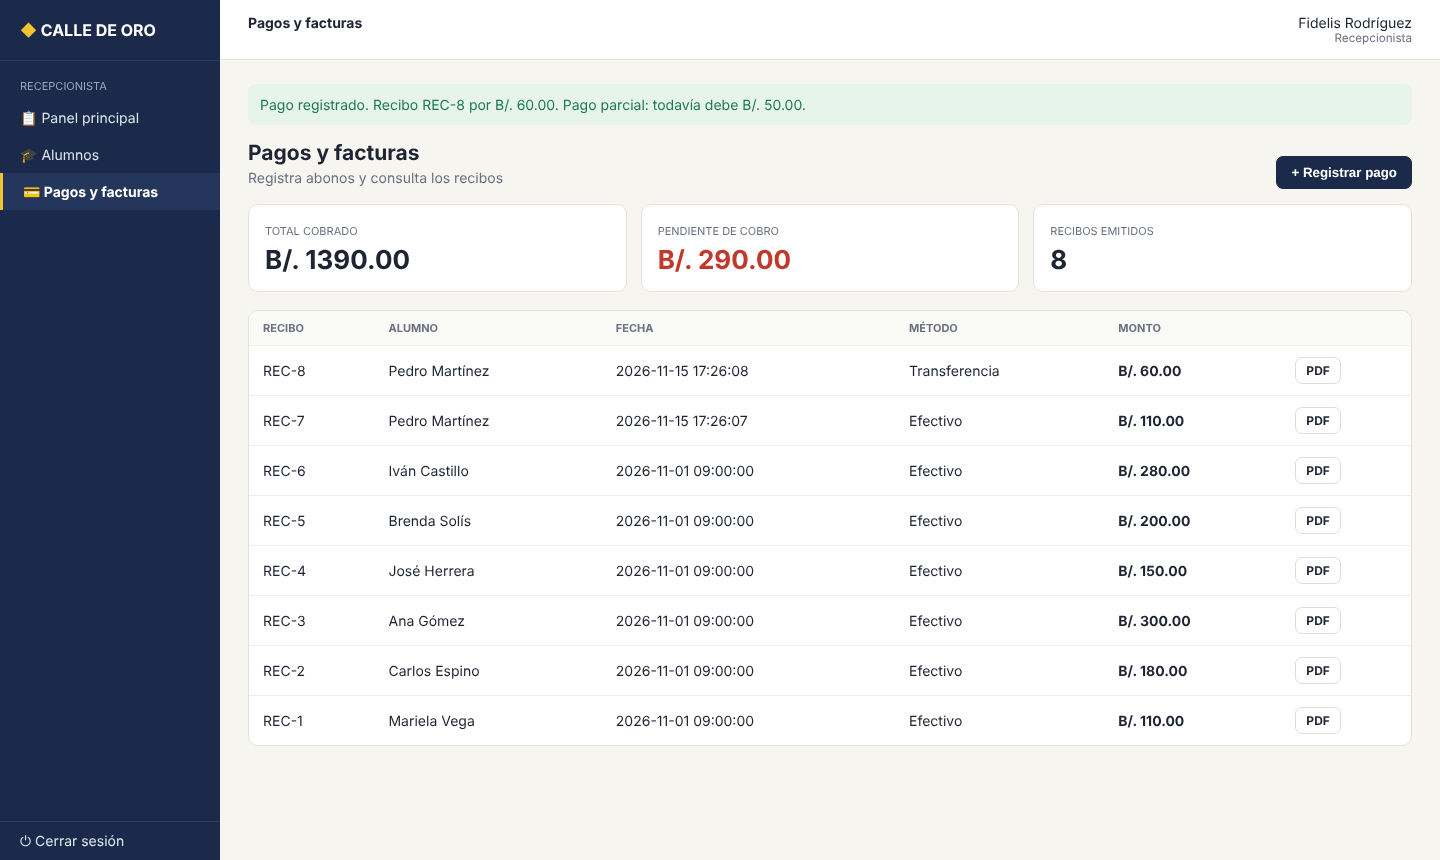 CALLE DE ORO
RECEPCIONISTA
Panel principal
Alumnos
Pagos y facturas
Cerrar sesión
Pagos y facturas
Fidelis Rodríguez
Recepcionista
Pago registrado. Recibo REC-8 por B/. 60.00. Pago parcial: todavía debe B/. 50.00.
Pagos y facturas
Registra abonos y consulta los recibos
+ Registrar pago
TOTAL COBRADO
B/. 1390.00
PENDIENTE DE COBRO
B/. 290.00
RECIBOS EMITIDOS
8
RECIBO ALUMNO FECHA MÉTODO MONTO
REC-8 Pedro Martínez 2026-11-15 17:26:08 Transferencia B/. 60.00 PDF
REC-7 Pedro Martínez 2026-11-15 17:26:07 Efectivo B/. 110.00 PDF
REC-6 Iván Castillo 2026-11-01 09:00:00 Efectivo B/. 280.00 PDF
REC-5 Brenda Solís 2026-11-01 09:00:00 Efectivo B/. 200.00 PDF
REC-4 José Herrera 2026-11-01 09:00:00 Efectivo B/. 150.00 PDF
REC-3 Ana Gómez 2026-11-01 09:00:00 Efectivo B/. 300.00 PDF
REC-2 Carlos Espino 2026-11-01 09:00:00 Efectivo B/. 180.00 PDF
REC-1 Mariela Vega 2026-11-01 09:00:00 Efectivo B/. 110.00 PDF